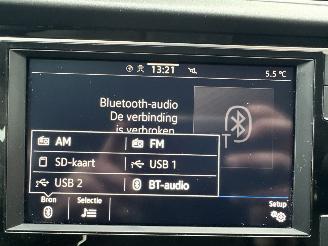 13:21
5.5 °C
Bluetooth-audio
De verbinding
is verbroken
AM
FM
SD-kaart
USB 1
USB 2
BT-audio
Bron
Selectie
Setup